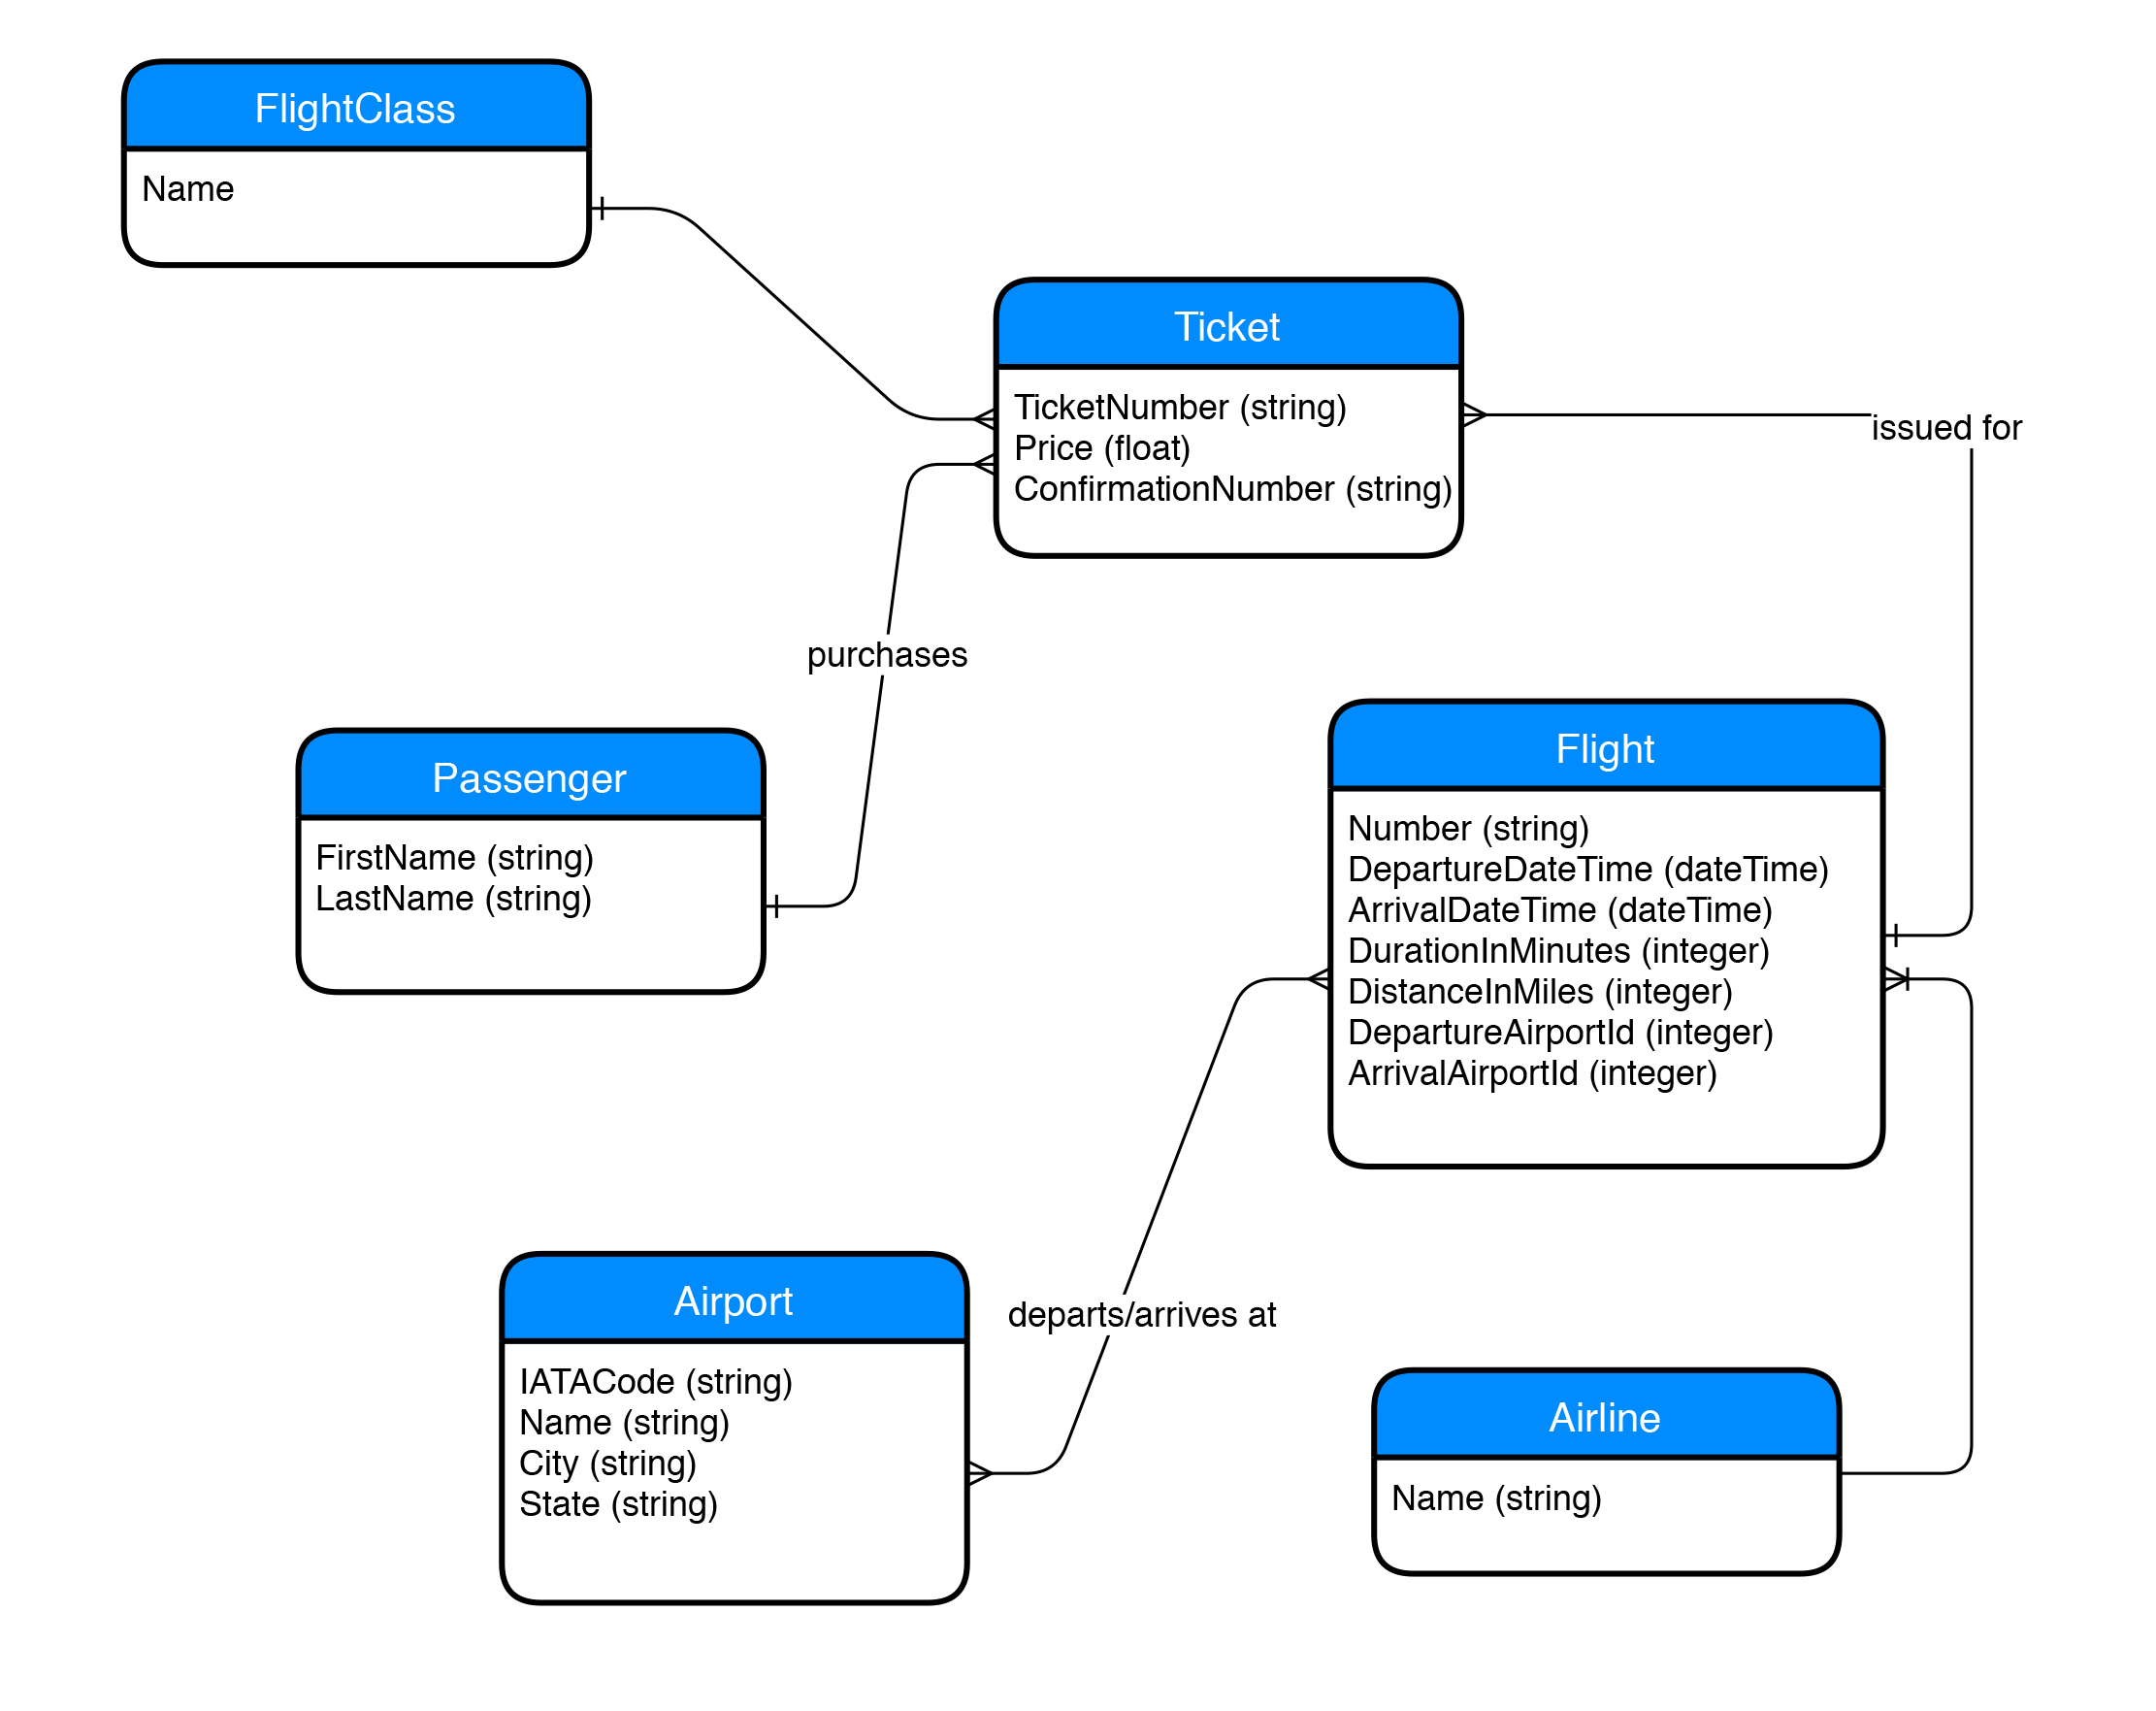 FlightClass
Name
Ticket
TicketNumber (string)
Price (float)
ConfirmationNumber (string)
issued for
purchases
Passenger
FirstName (string)
LastName (string)
Flight
Number (string)
DepartureDateTime (dateTime)
ArrivalDateTime (dateTime)
DurationInMinutes (integer)
DistanceInMiles (integer)
DepartureAirportId (integer)
ArrivalAirportId (integer)
departs/arrives at
Airport
IATACode (string)
Name (string)
City (string)
State (string)
Airline
Name (string)